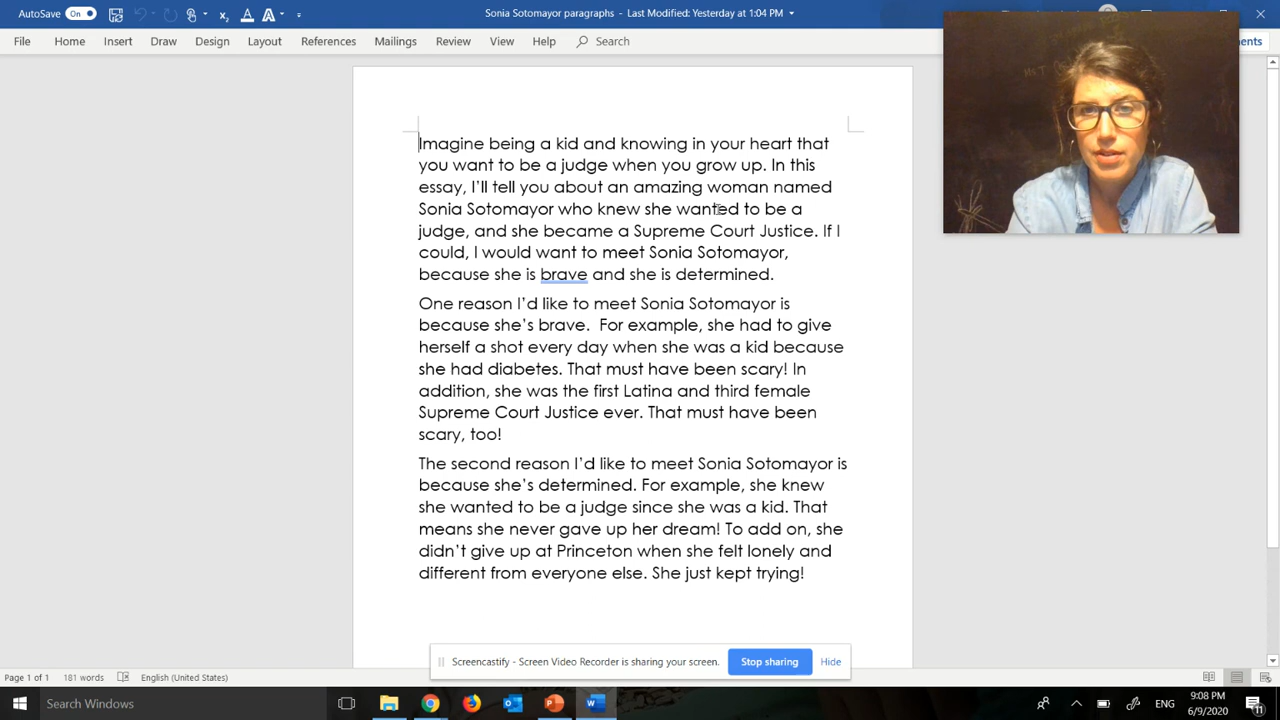 AutoSave On
Sonia Sotomayor paragraphs - Last Modified: Yesterday at 1:04 PM
File Home Insert Draw Design Layout References Mailings Review View Help Search
Imagine being a kid and knowing in your heart that
you want to be a judge when you grow up. In this
essay, I'll tell you about an amazing woman named
Sonia Sotomayor who knew she wanted to be a
judge, and she became a Supreme Court Justice. If I
could, I would want to meet Sonia Sotomayor,
because she is brave and she is determined.
One reason I'd like to meet Sonia Sotomayor is
because she's brave.  For example, she had to give
herself a shot every day when she was a kid because
she had diabetes. That must have been scary! In
addition, she was the first Latina and third female
Supreme Court Justice ever. That must have been
scary, too!
The second reason I'd like to meet Sonia Sotomayor is
because she's determined. For example, she knew
she wanted to be a judge since she was a kid. That
means she never gave up her dream! To add on, she
didn't give up at Princeton when she felt lonely and
different from everyone else. She just kept trying!
Screencastify - Screen Video Recorder is sharing your screen. Stop sharing Hide
Page 1 of 1 181 words English (United States)
Search Windows
ENG
9:08 PM
6/9/2020
11